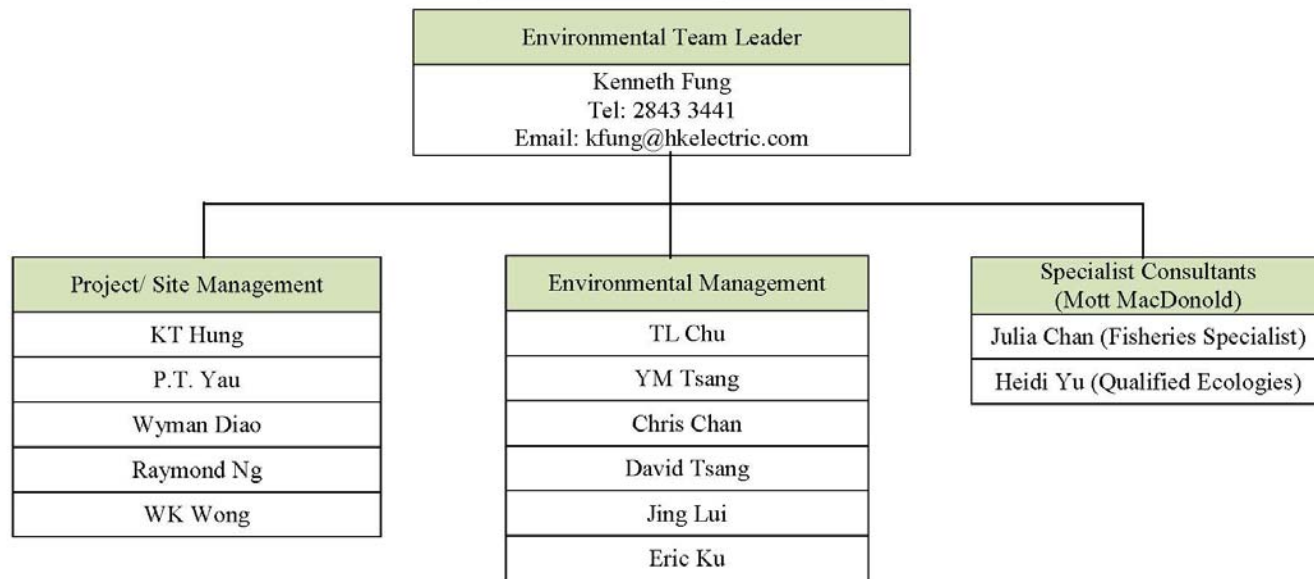 Environmental Team Leader
Kenneth Fung
Tel: 2843 3441
Email: kfung@hkelectric.com
Project/ Site Management
KT Hung
P.T. Yau
Wyman Diao
Raymond Ng
WK Wong
Environmental Management
TL Chu
YM Tsang
Chris Chan
David Tsang
Jing Lui
Eric Ku
Specialist Consultants
(Mott MacDonold)
Julia Chan (Fisheries Specialist)
Heidi Yu (Qualified Ecologies)